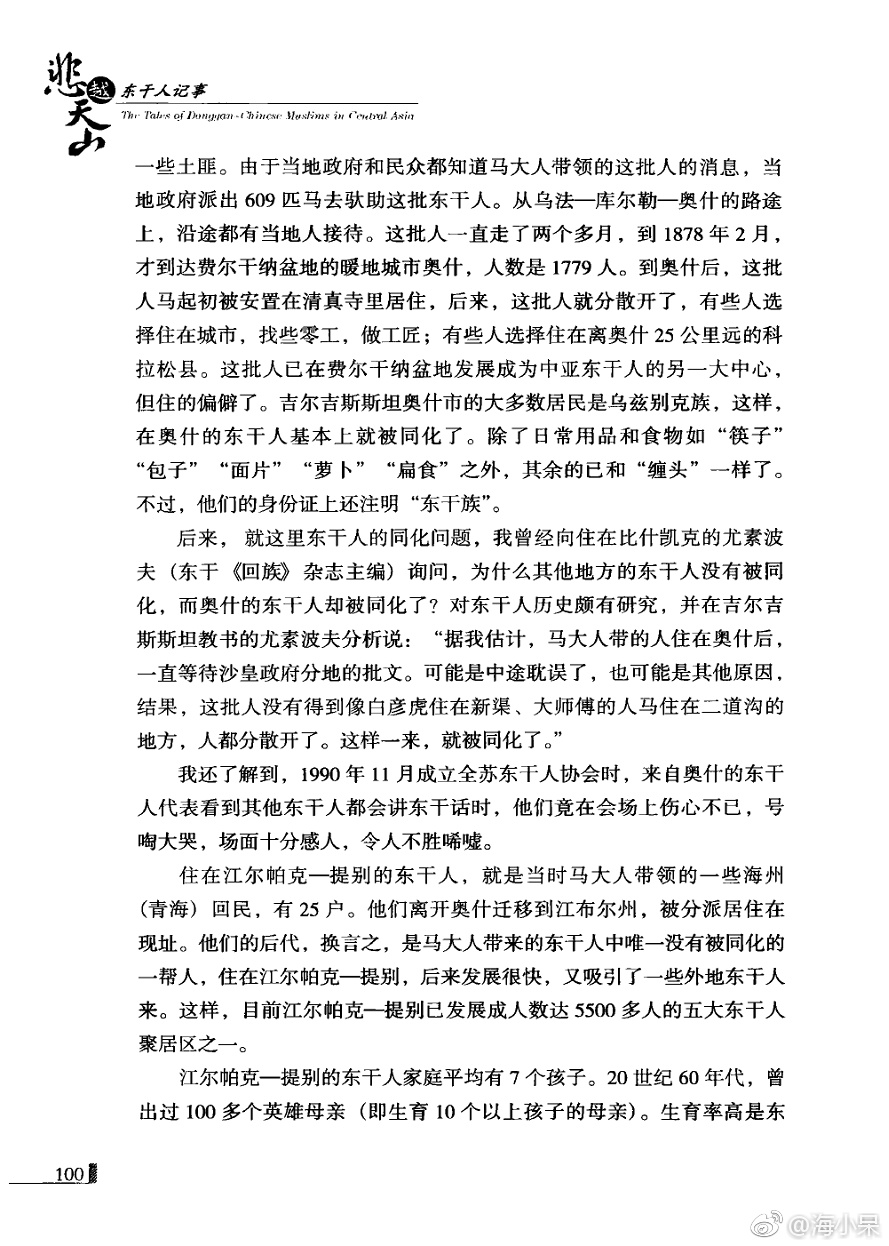 悲越天山
东干人记事
The Tales of Donggan-Chinese Muslims in Central Asia
一些土匪。由于当地政府和民众都知道马大人带领的这批人的消息，当
地政府派出 609 匹马去驮助这批东干人。从乌法—库尔勒—奥什的路途
上，沿途都有当地人接待。这批人一直走了两个多月，到 1878 年 2 月，
才到达费尔干纳盆地的暖地城市奥什，人数是 1779 人。到奥什后，这批
人马起初被安置在清真寺里居住，后来，这批人就分散开了，有些人选
择住在城市，找些零工，做工匠；有些人选择住在离奥什 25 公里远的科
拉松县。这批人已在费尔干纳盆地发展成为中亚东干人的另一大中心，
但住的偏僻了。吉尔吉斯斯坦奥什市的大多数居民是乌兹别克族，这样，
在奥什的东干人基本上就被同化了。除了日常用品和食物如“筷子”
“包子”“面片”“萝卜”“扁食”之外，其余的已和“缠头”一样了。
不过，他们的身份证上还注明“东干族”。
后来， 就这里东干人的同化问题，我曾经向住在比什凯克的尤素波
夫（东干《回族》杂志主编）询问，为什么其他地方的东干人没有被同
化，而奥什的东干人却被同化了？对东干人历史颇有研究，并在吉尔吉
斯斯坦教书的尤素波夫分析说：“据我估计，马大人带的人住在奥什后，
一直等待沙皇政府分地的批文。可能是中途耽误了，也可能是其他原因，
结果，这批人没有得到像白彦虎住在新渠、大师傅的人马住在二道沟的
地方，人都分散开了。这样一来，就被同化了。”
我还了解到，1990 年 11 月成立全苏东干人协会时，来自奥什的东干
人代表看到其他东干人都会讲东干话时，他们竟在会场上伤心不已，号
啕大哭，场面十分感人，令人不胜唏嘘。
住在江尔帕克—提别的东干人，就是当时马大人带领的一些海州
（青海）回民，有 25 户。他们离开奥什迁移到江布尔州，被分派居住在
现址。他们的后代，换言之，是马大人带来的东干人中唯一没有被同化的
一帮人，住在江尔帕克—提别，后来发展很快，又吸引了一些外地东干人
来。这样，目前江尔帕克—提别已发展成人数达 5500 多人的五大东干人
聚居区之一。
江尔帕克—提别的东干人家庭平均有 7 个孩子。20 世纪 60 年代，曾
出过 100 多个英雄母亲（即生育 10 个以上孩子的母亲）。生育率高是东
100
@海小呆